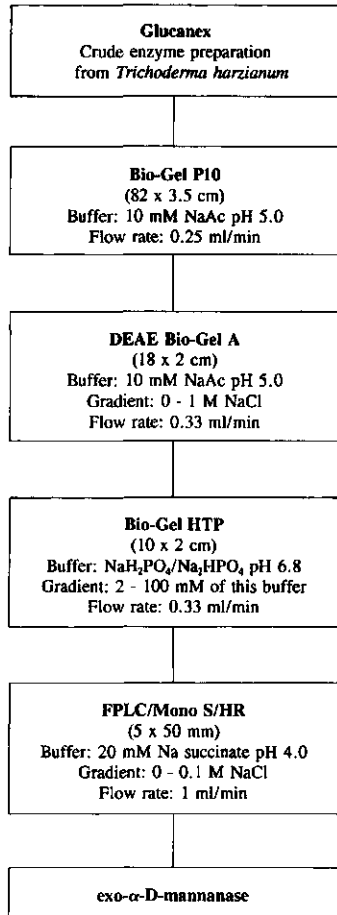 Glucanex
Crude enzyme preparation
from Trichoderma harzianum
Bio-Gel P10
(82 x 3.5 cm)
Buffer: 10 mM NaAc pH 5.0
Flow rate: 0.25 ml/min
DEAE Bio-Gel A
(18 x 2 cm)
Buffer: 10 mM NaAc pH 5.0
Gradient: 0 - 1 M NaCl
Flow rate: 0.33 ml/min
Bio-Gel HTP
(10 x 2 cm)
Buffer: NaH₂PO₄/Na₂HPO₄ pH 6.8
Gradient: 2 - 100 mM of this buffer
Flow rate: 0.33 ml/min
FPLC/Mono S/HR
(5 x 50 mm)
Buffer: 20 mM Na succinate pH 4.0
Gradient: 0 - 0.1 M NaCl
Flow rate: 1 ml/min
exo-α-D-mannanase